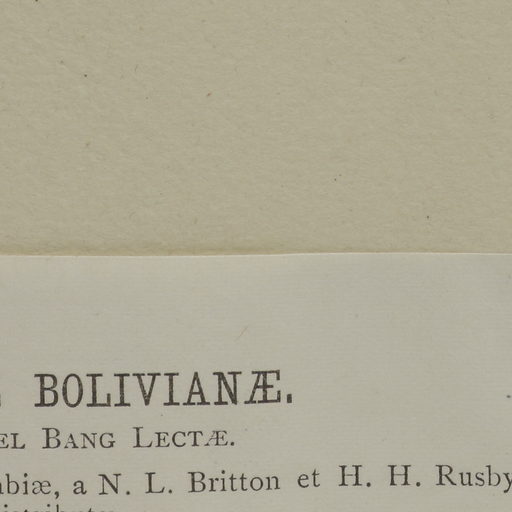 BOLIVIANÆ.
EL BANG LECTÆ.
biæ, a N. L. Britton et H. H. Rusby